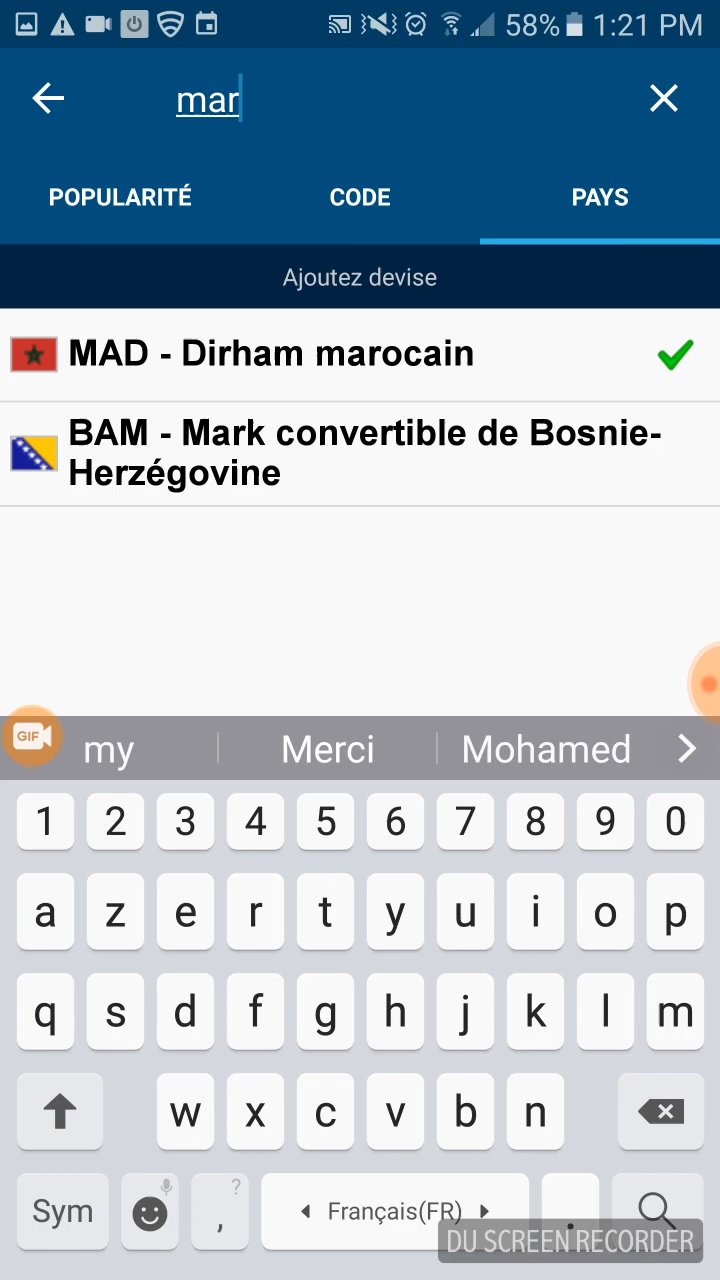 58% 1:21 PM
mar
POPULARITÉ CODE PAYS
Ajoutez devise
MAD - Dirham marocain
BAM - Mark convertible de Bosnie-
Herzégovine
GIF my Merci Mohamed
1 2 3 4 5 6 7 8 9 0
a z e r t y u i o p
q s d f g h j k l m
w x c v b n
Sym , ? Français(FR) .
DU SCREEN RECORDER